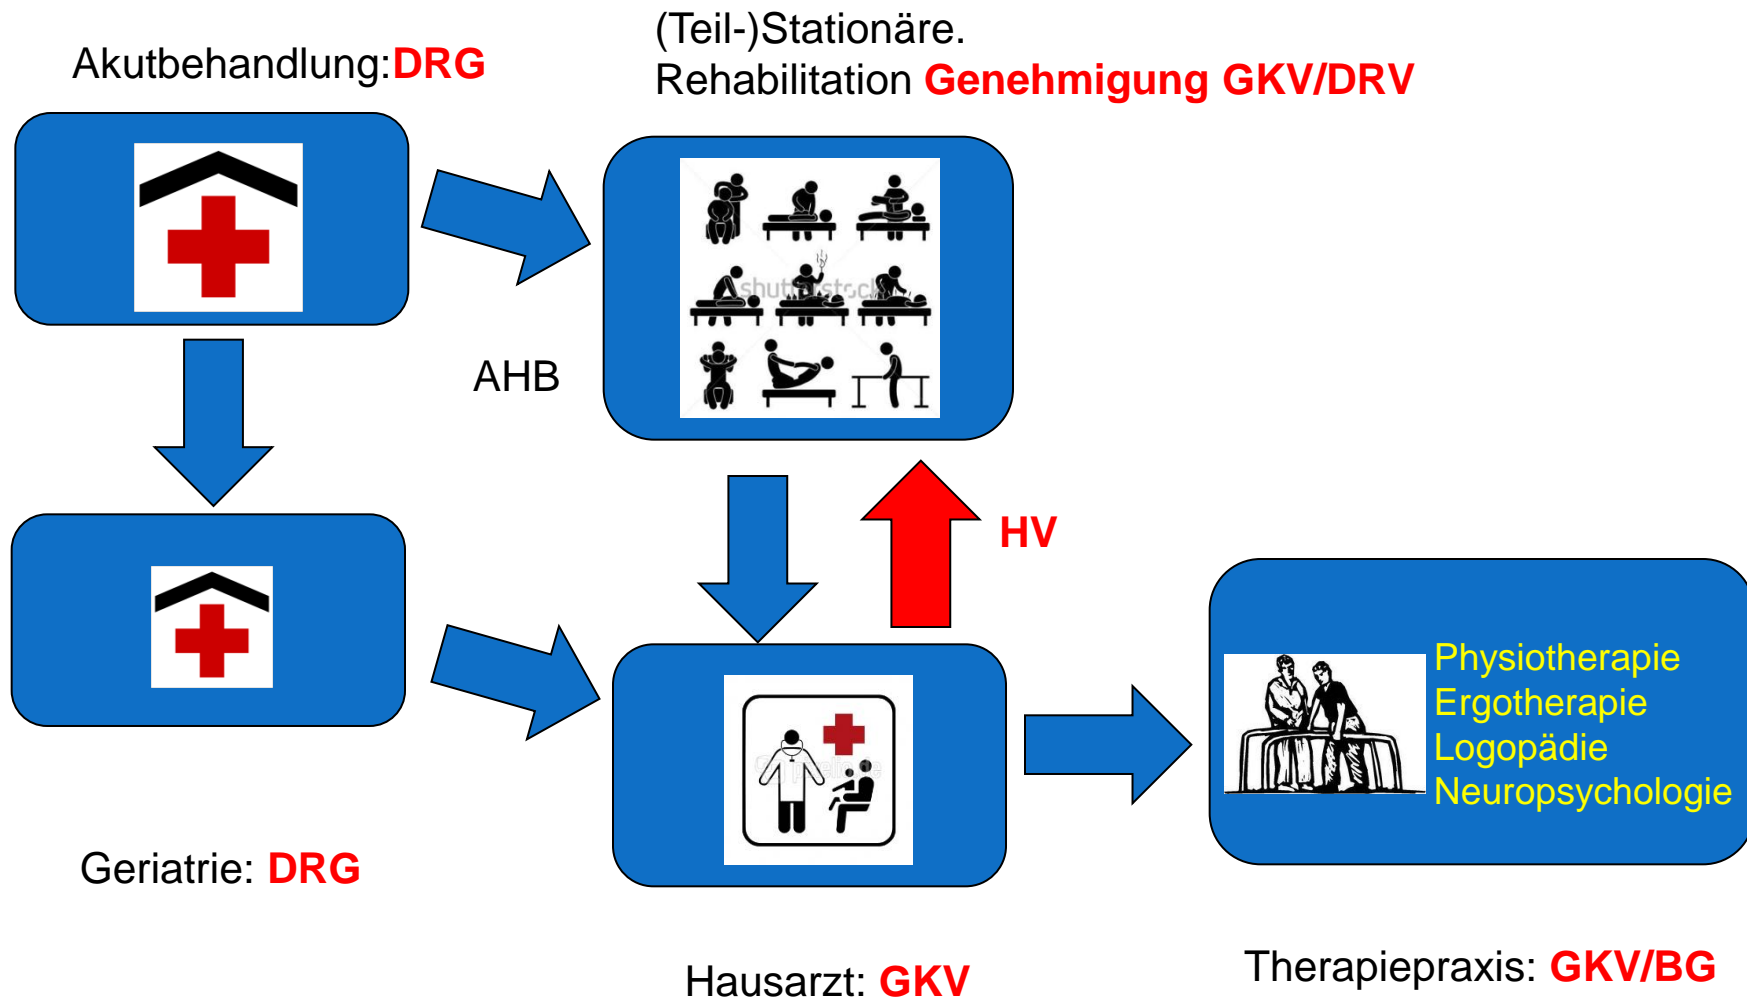 Akutbehandlung:DRG
(Teil-)Stationäre.
Rehabilitation Genehmigung GKV/DRV
shutterstock
AHB
HV
Physiotherapie
Ergotherapie
Logopädie
Neuropsychologie
Geriatrie: DRG
Hausarzt: GKV
Therapiepraxis: GKV/BG